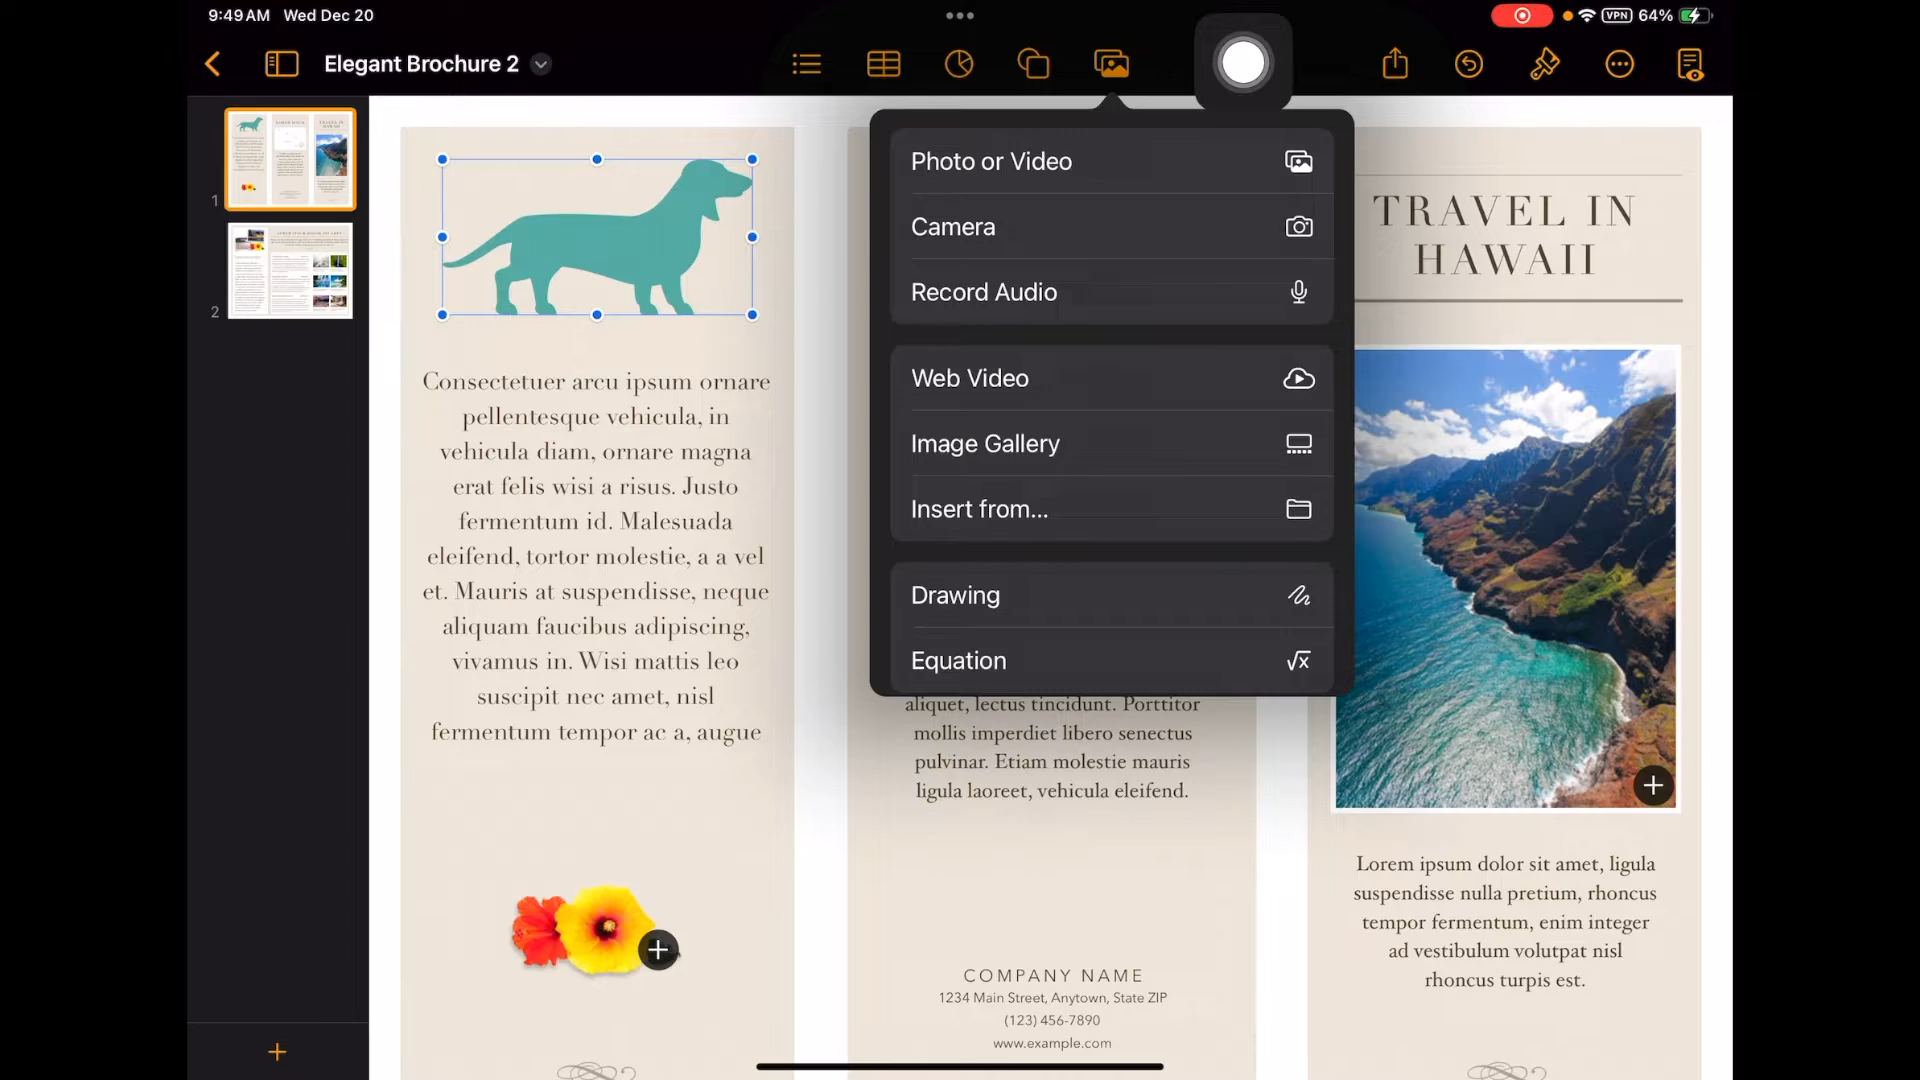 9:49 AM Wed Dec 20
VPN 64%
Elegant Brochure 2
1
2
Consectetuer arcu ipsum ornare
pellentesque vehicula, in
vehicula diam, ornare magna
erat felis wisi a risus. Justo
fermentum id. Malesuada
eleifend, tortor molestie, a a vel
et. Mauris at suspendisse, neque
aliquam faucibus adipiscing,
vivamus in. Wisi mattis leo
suscipit nec amet, nisl
fermentum tempor ac a, augue
Photo or Video
Camera
Record Audio
Web Video
Image Gallery
Insert from...
Drawing
Equation
√x
aliquet, lectus tincidunt. Porttitor
mollis imperdiet libero senectus
pulvinar. Etiam molestie mauris
ligula laoreet, vehicula eleifend.
COMPANY NAME
1234 Main Street, Anytown, State ZIP
(123) 456-7890
www.example.com
TRAVEL IN
HAWAII
Lorem ipsum dolor sit amet, ligula
suspendisse nulla pretium, rhoncus
tempor fermentum, enim integer
ad vestibulum volutpat nisl
rhoncus turpis est.